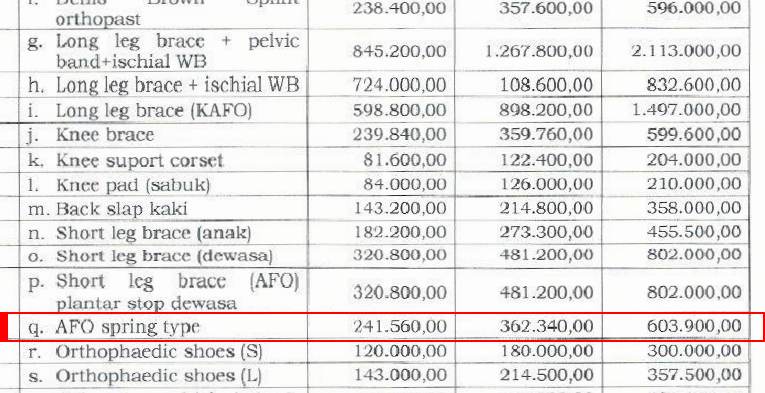 orthopast 238.400,00 357.600,00 596.000,00
g. Long leg brace + pelvic
band+ischial WB 845.200,00 1.267.800,00 2.113.000,00
h. Long leg brace + ischial WB 724.000,00 108.600,00 832.600,00
i. Long leg brace (KAFO) 598.800,00 898.200,00 1.497.000,00
j. Knee brace 239.840,00 359.760,00 599.600,00
k. Knee suport corset 81.600,00 122.400,00 204.000,00
l. Knee pad (sabuk) 84.000,00 126.000,00 210.000,00
m. Back slap kaki 143.200,00 214.800,00 358.000,00
n. Short leg brace (anak) 182.200,00 273.300,00 455.500,00
o. Short leg brace (dewasa) 320.800,00 481.200,00 802.000,00
p. Short leg brace (AFO)
plantar stop dewasa 320.800,00 481.200,00 802.000,00
q. AFO spring type 241.560,00 362.340,00 603.900,00
r. Orthophaedic shoes (S) 120.000,00 180.000,00 300.000,00
s. Orthophaedic shoes (L) 143.000,00 214.500,00 357.500,00